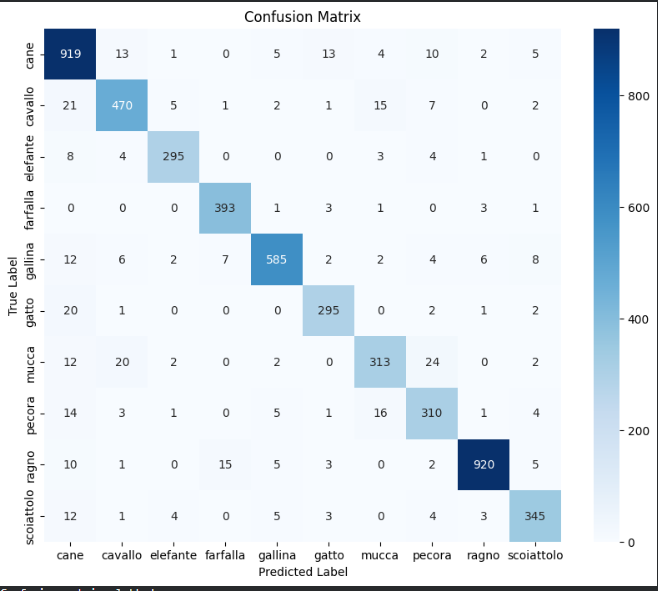 Confusion Matrix
cane 919 13 1 0 5 13 4 10 2 5
cavallo 21 470 5 1 2 1 15 7 0 2
elefante 8 4 295 0 0 0 3 4 1 0
farfalla 0 0 0 393 1 3 1 0 3 1
gallina 12 6 2 7 585 2 2 4 6 8
gatto 20 1 0 0 0 295 0 2 1 2
mucca 12 20 2 0 2 0 313 24 0 2
pecora 14 3 1 0 5 1 16 310 1 4
ragno 10 1 0 15 5 3 0 2 920 5
scoiattolo 12 1 4 0 5 3 0 4 3 345
cane cavallo elefante farfalla gallina gatto mucca pecora ragno scoiattolo
Predicted Label
True Label
800
600
400
200
0